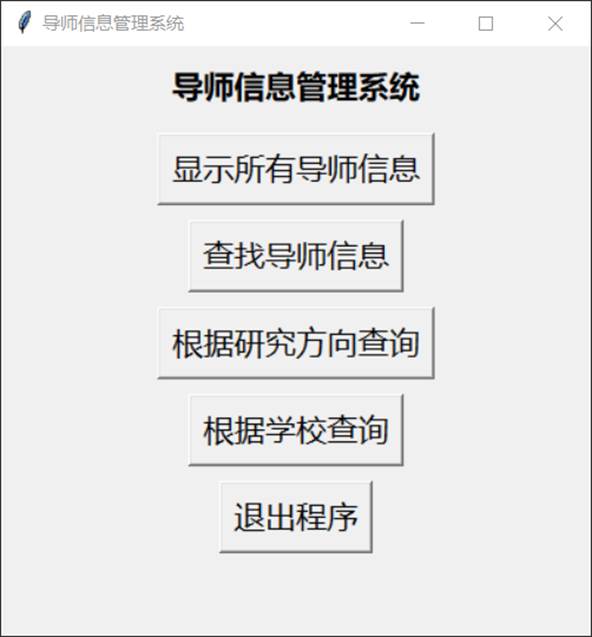 导师信息管理系统
导师信息管理系统
显示所有导师信息
查找导师信息
根据研究方向查询
根据学校查询
退出程序